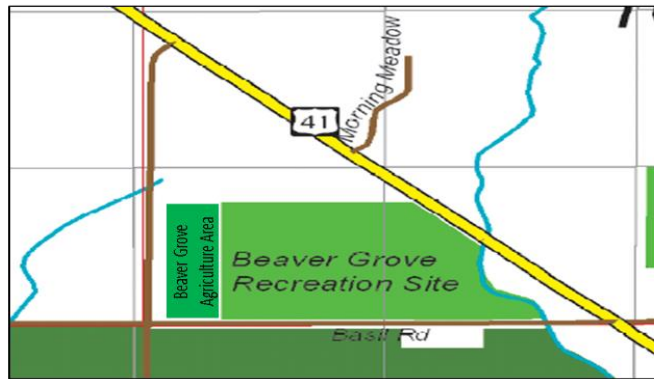 Morning Meadow
41
Beaver Grove
Agriculture Area
Beaver Grove
Recreation Site
Basil Rd